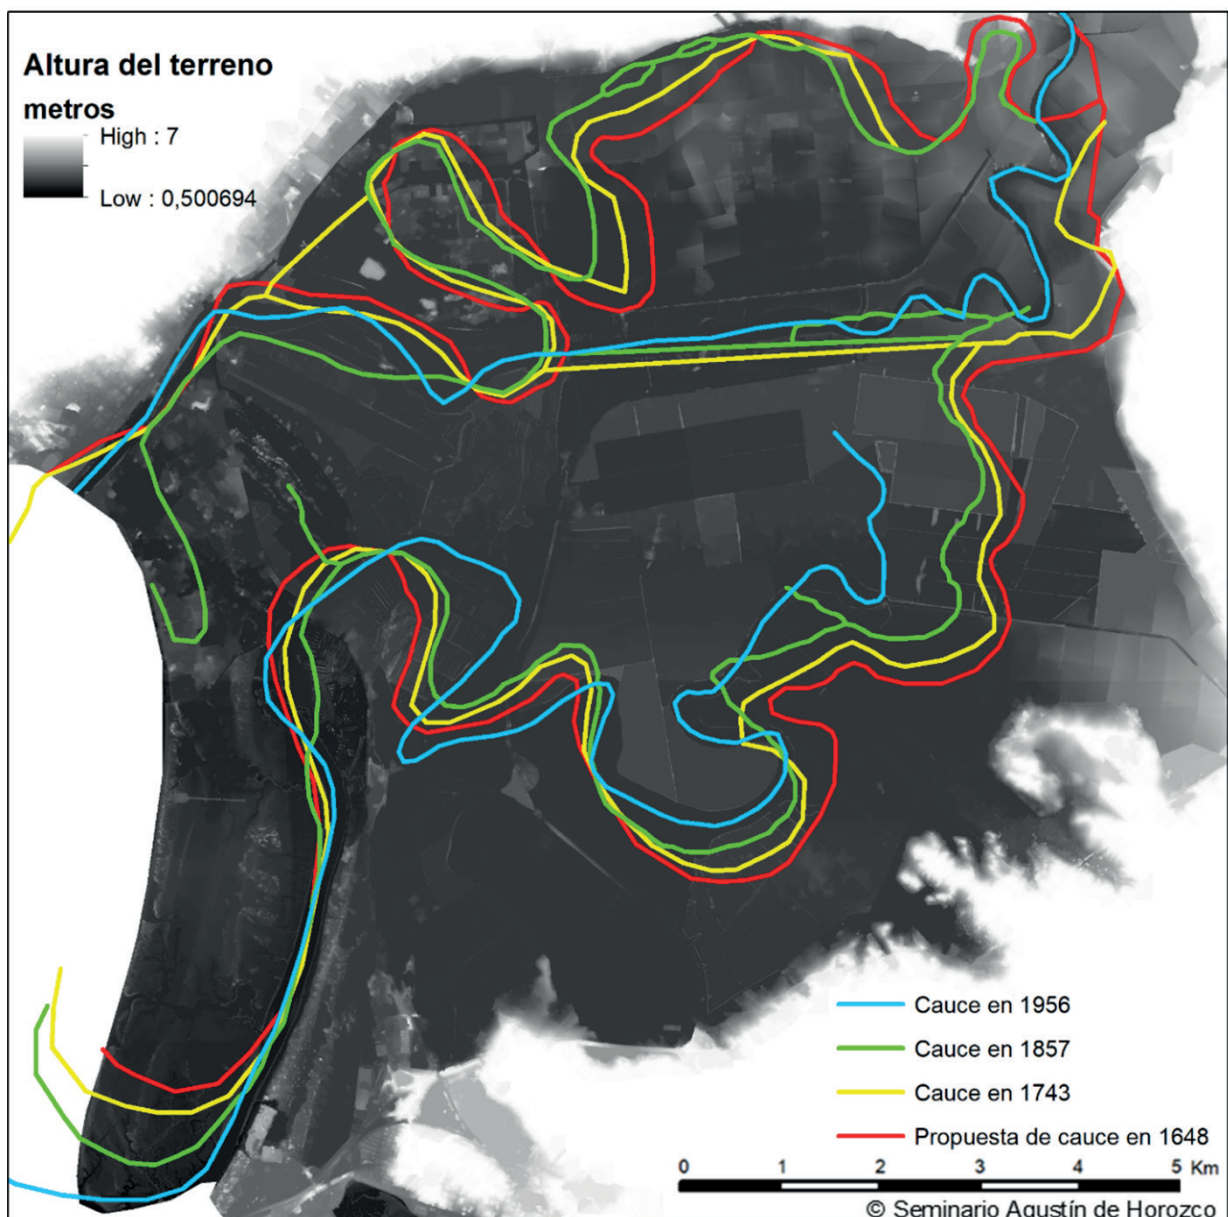 Altura del terreno
metros
High : 7
Low : 0,500694
Cauce en 1956
Cauce en 1857
Cauce en 1743
Propuesta de cauce en 1648
0 1 2 3 4 5 Km
© Seminario Agustín de Horozco